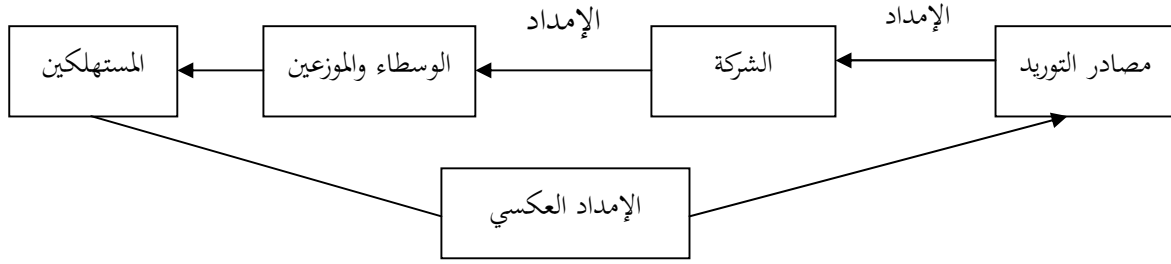 الإمداد
الإمداد
مصادر التوريد
الشركة
الوسطاء والموزعين
المستهلكين
الإمداد العكسي